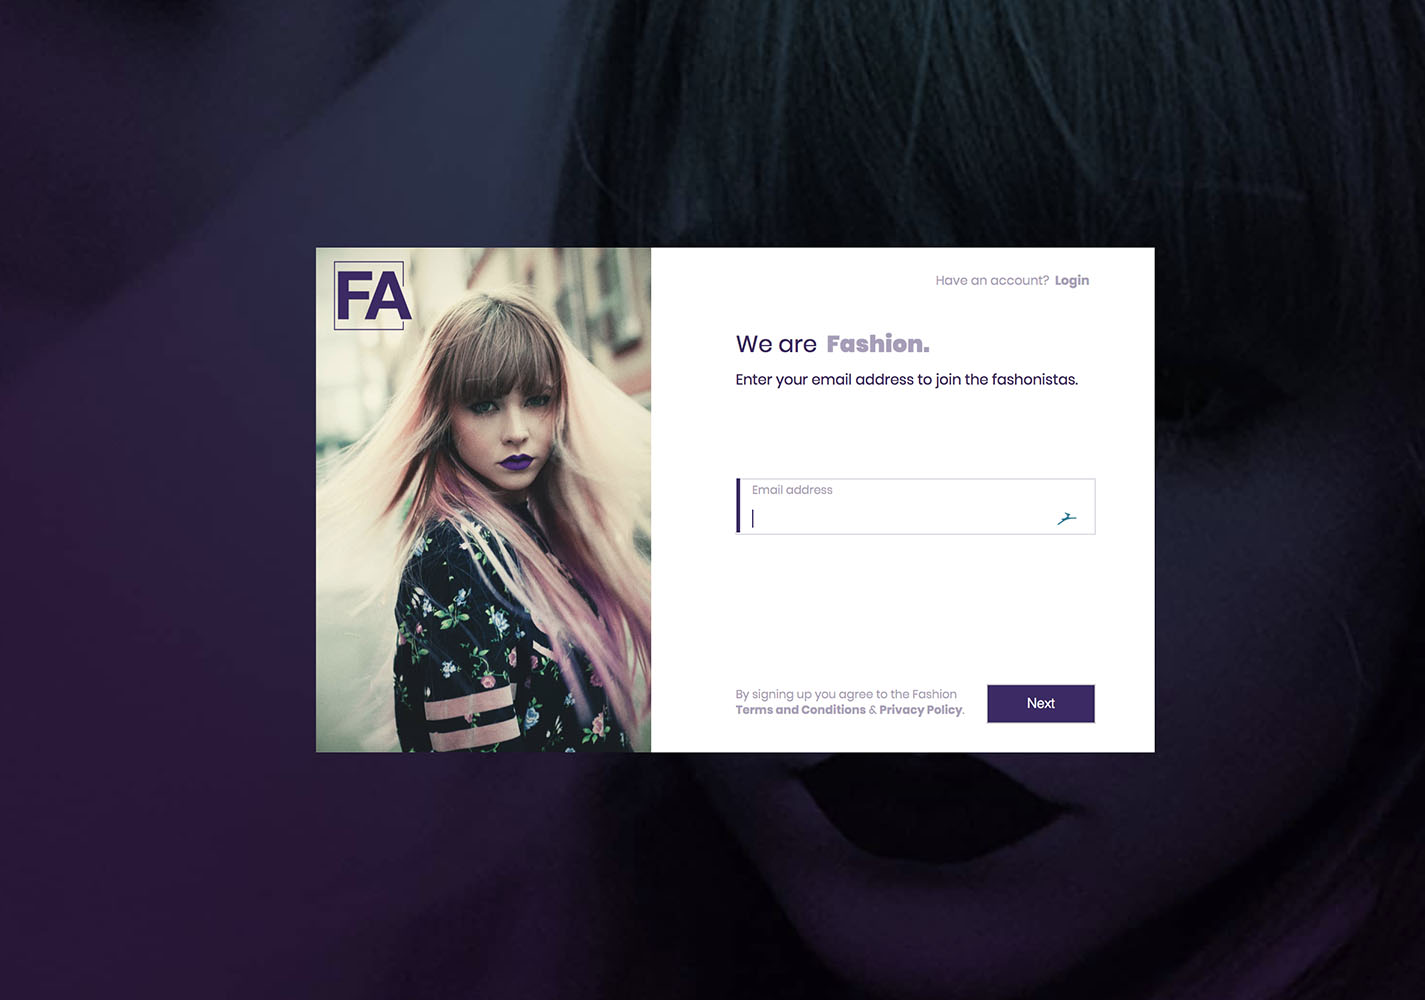 FA
Have an account? Login
We are Fashion.
Enter your email address to join the fashonistas.
Email address
By signing up you agree to the Fashion
Terms and Conditions & Privacy Policy.
Next